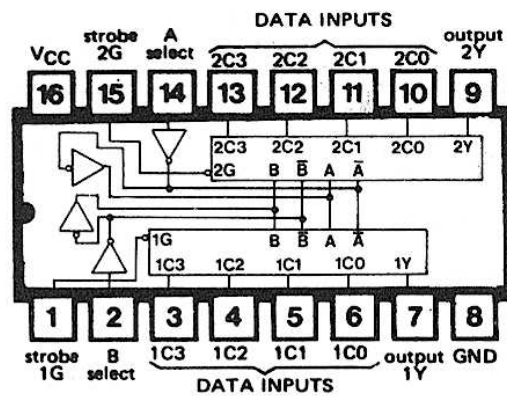 DATA INPUTS
strobe A output
VCC 2G select 2C3 2C2 2C1 2C0 2Y
16 15 14 13 12 11 10 9
2C3 2C2 2C1 2C0 2Y
2G B B̅ A A̅
1G B B̅ A A̅
1C3 1C2 1C1 1C0 1Y
1 2 3 4 5 6 7 8
strobe B 1C3 1C2 1C1 1C0 output GND
1G select 1Y
DATA INPUTS